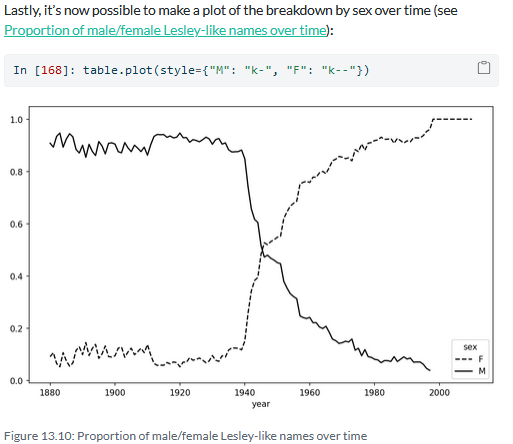 Lastly, it's now possible to make a plot of the breakdown by sex over time (see
Proportion of male/female Lesley-like names over time):
In [168]: table.plot(style={"M": "k-", "F": "k--"})
1.0
0.8
0.6
0.4
0.2
0.0
1880 1900 1920 1940 1960 1980 2000
year
sex
F
M
Figure 13.10: Proportion of male/female Lesley-like names over time